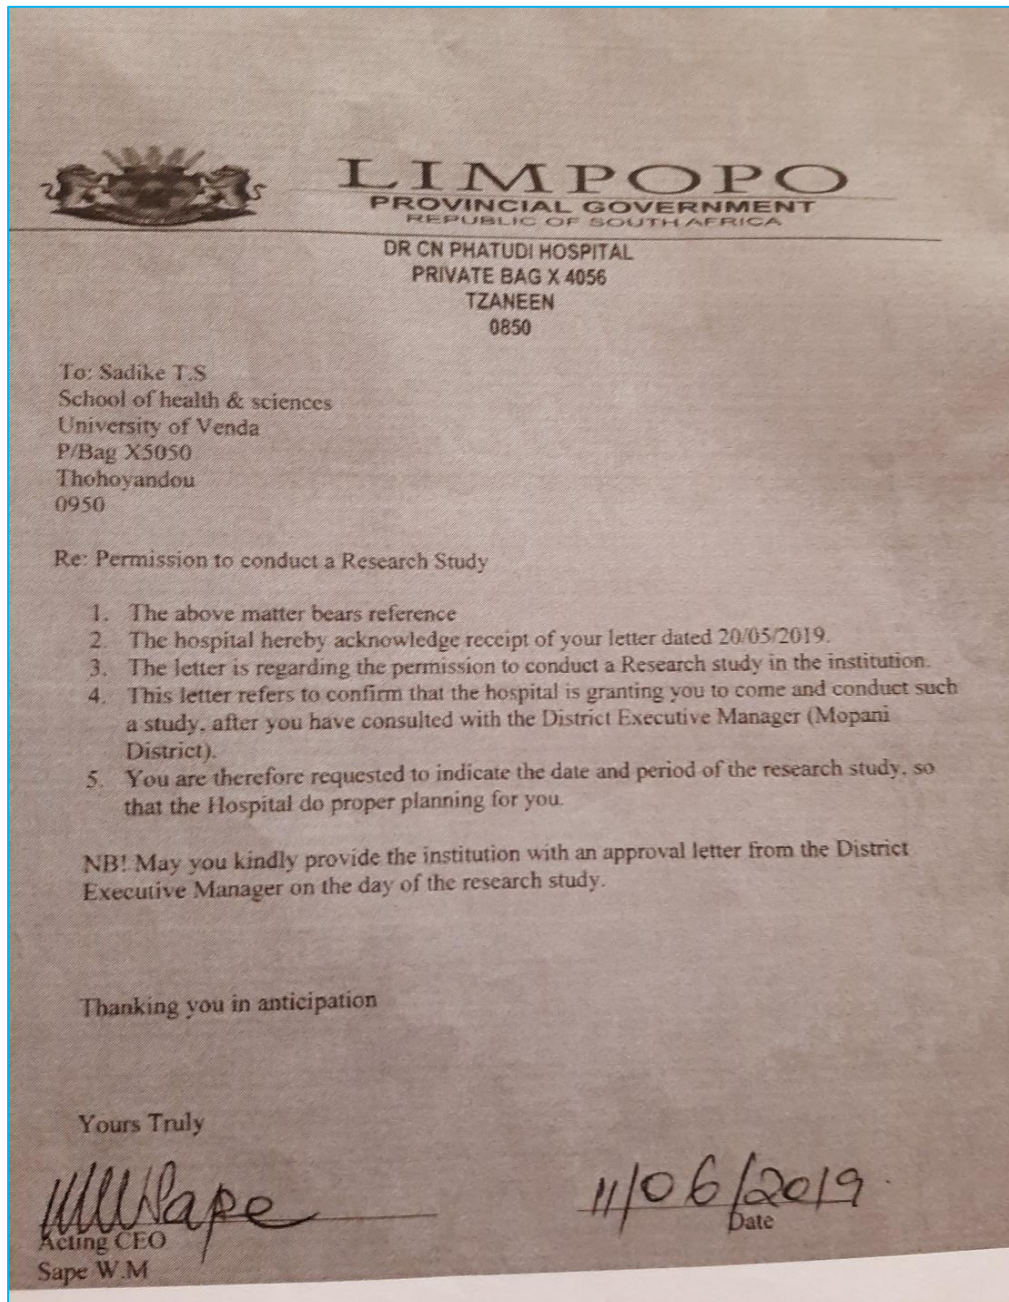 LIMPOPO
PROVINCIAL GOVERNMENT
REPUBLIC OF SOUTH AFRICA
DR CN PHATUDI HOSPITAL
PRIVATE BAG X 4056
TZANEEN
0850
To: Sadike T.S
School of health & sciences
University of Venda
P/Bag X5050
Thohoyandou
0950
Re: Permission to conduct a Research Study
1. The above matter bears reference
2. The hospital hereby acknowledge receipt of your letter dated 20/05/2019.
3. The letter is regarding the permission to conduct a Research study in the institution.
4. This letter refers to confirm that the hospital is granting you to come and conduct such
a study, after you have consulted with the District Executive Manager (Mopani
District).
5. You are therefore requested to indicate the date and period of the research study, so
that the Hospital do proper planning for you.
NB! May you kindly provide the institution with an approval letter from the District
Executive Manager on the day of the research study.
Thanking you in anticipation
Yours Truly
11/06/2019
Acting CEO
Date
Sape W.M